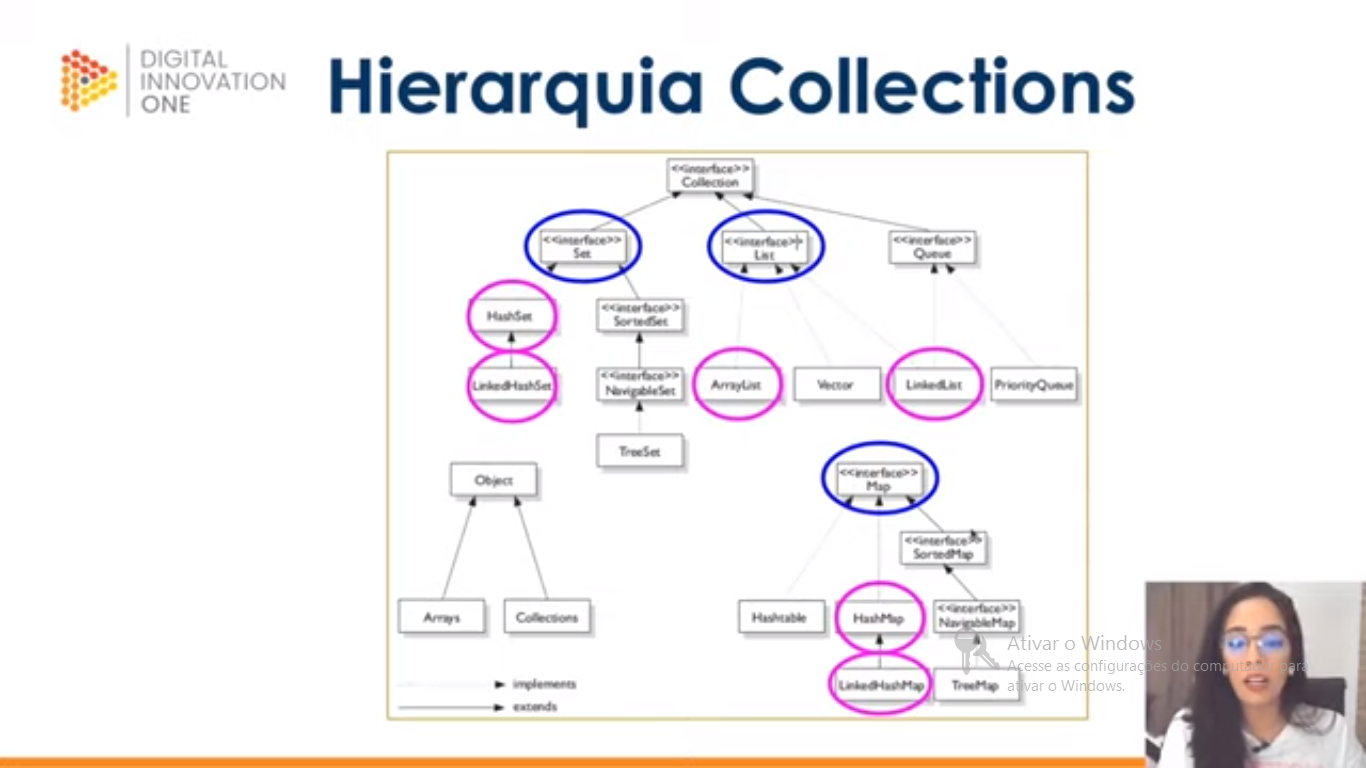 DIGITAL
INNOVATION
ONE
Hierarquia Collections
<<interface>>
Collection
<<interface>>
Set
<<interface>>
List
<<interface>>
Queue
HashSet
<<interface>>
SortedSet
LinkedHashSet
<<interface>>
NavigableSet
ArrayList
Vector
LinkedList
PriorityQueue
TreeSet
Object
<<interface>>
Map
<<interface>>
SortedMap
Arrays
Collections
Hashtable
HashMap
<<interface>>
NavigableMap
LinkedHashMap
TreeMap
implements
extends
Ativar o Windows
Acesse as configurações do computador para
ativar o Windows.